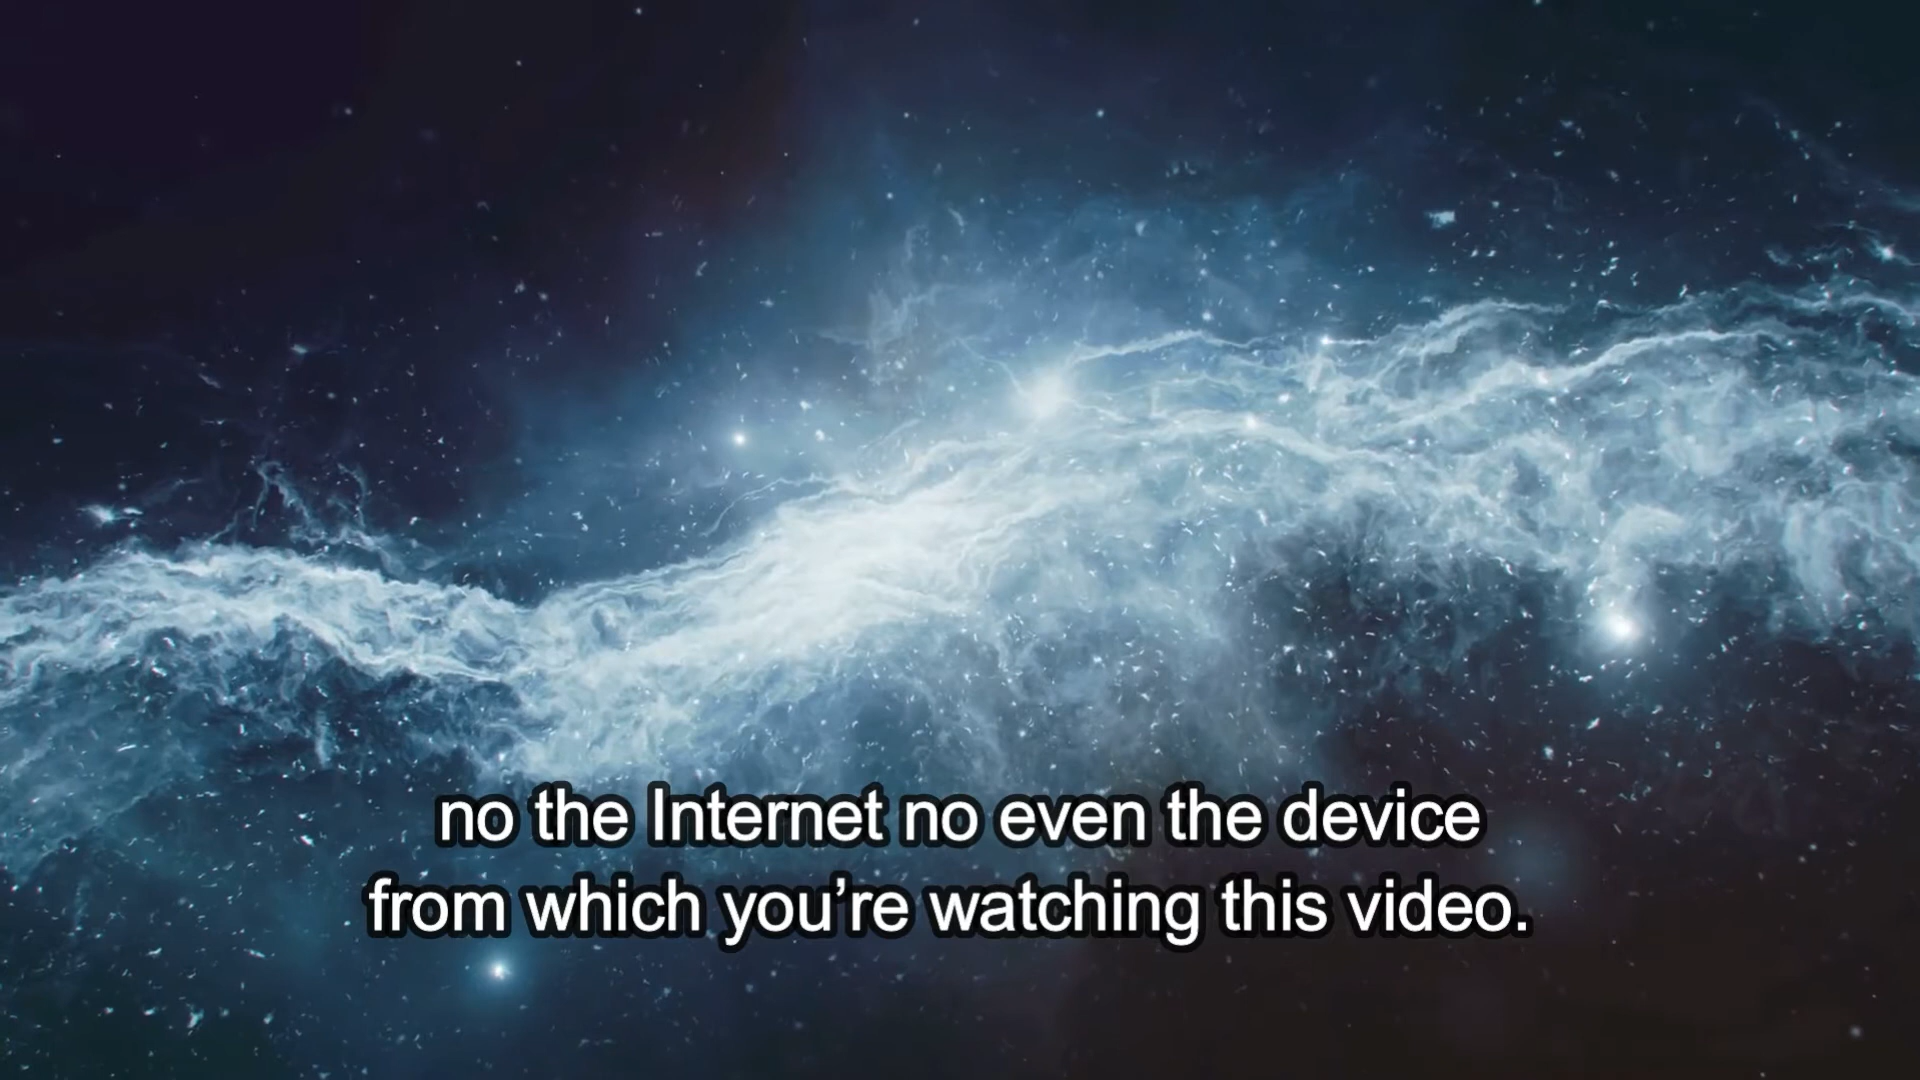 no the Internet no even the device
from which you’re watching this video.